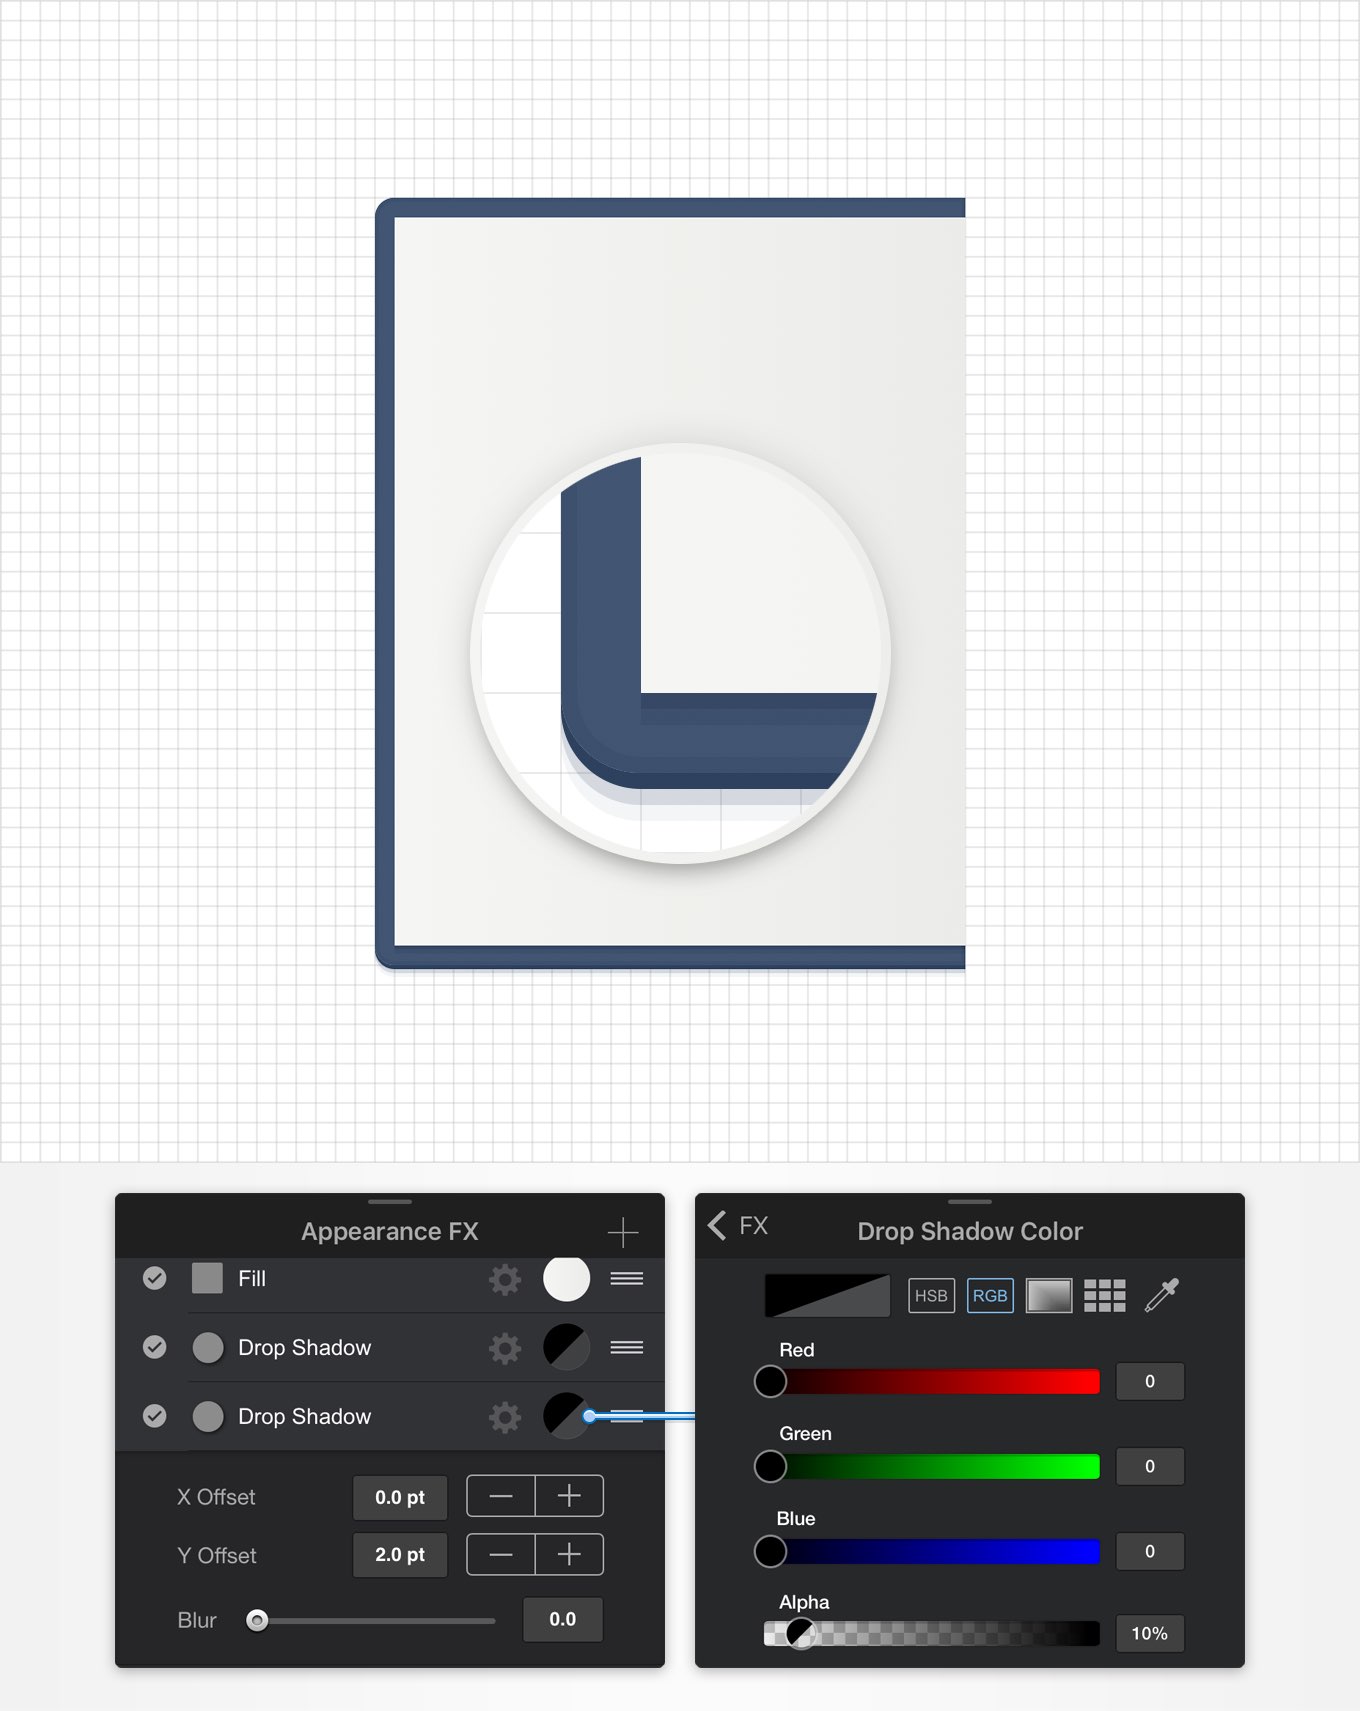 Appearance FX
Fill
Drop Shadow
Drop Shadow
X Offset 0.0 pt
Y Offset 2.0 pt
Blur 0.0
FX Drop Shadow Color
HSB RGB
Red
0
Green
0
Blue
0
Alpha
10%